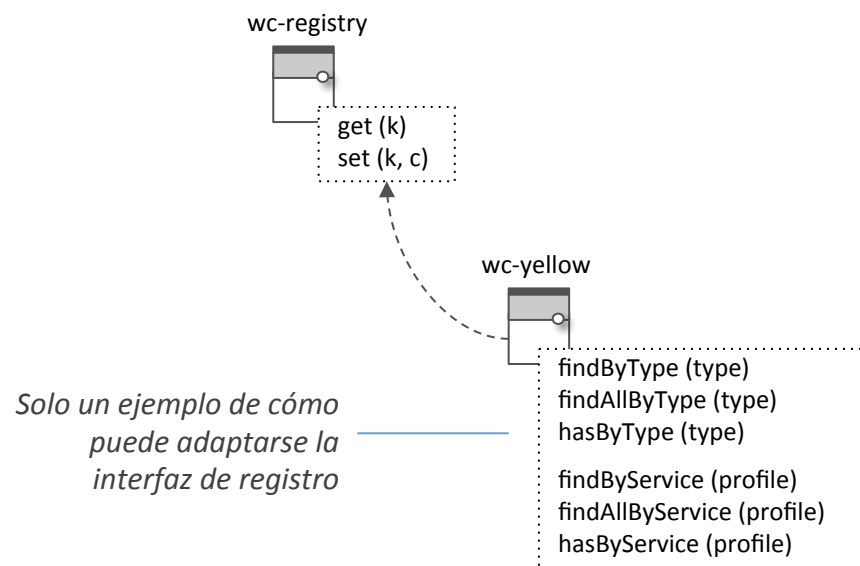 wc-registry
get (k)
set (k, c)
wc-yellow
findByType (type)
findAllByType (type)
hasByType (type)
findByService (profile)
findAllByService (profile)
hasByService (profile)
Solo un ejemplo de cómo
puede adaptarse la
interfaz de registro